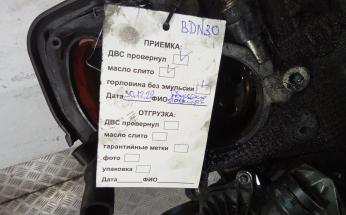 BDN30
ПРИЕМКА:
ДВС провернул
масло слито
горловина без эмульсии
Дата ФИО
ОТГРУЗКА:
ДВС провернул
масло слито
гарантийные метки
фото
упаковка
Дата ФИО